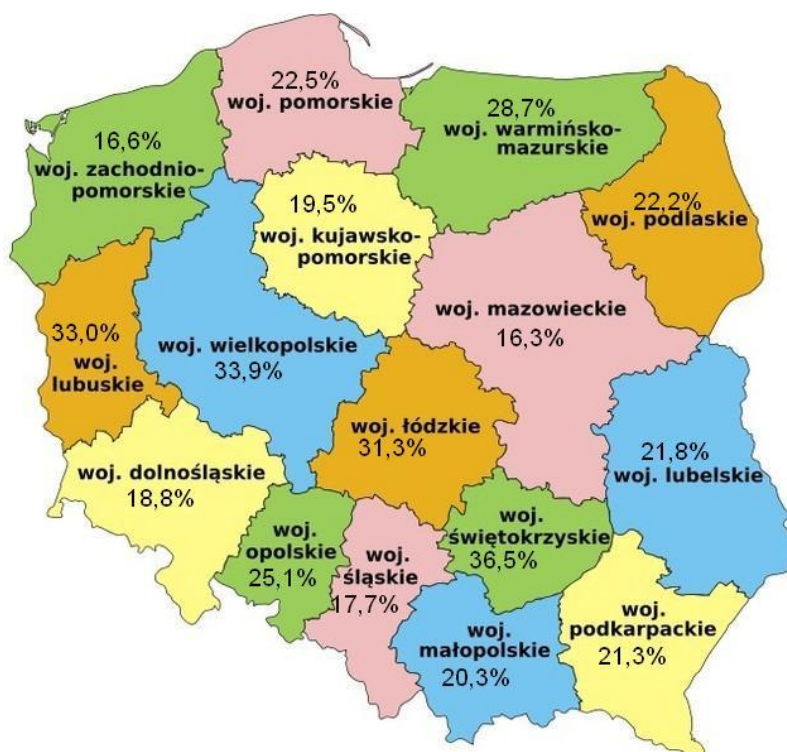 22,5%
woj. pomorskie
28,7%
woj. warmińsko-
mazurskie
16,6%
woj. zachodnio-
pomorskie
22,2%
woj. podlaskie
19,5%
woj. kujawsko-
pomorskie
woj. mazowieckie
16,3%
33,0%
woj.
lubuskie
woj. wielkopolskie
33,9%
woj. łódzkie
31,3%
21,8%
woj. lubelskie
woj. dolnośląskie
18,8%
woj.
opolskie
25,1%
woj.
śląskie
17,7%
woj.
świętokrzyskie
36,5%
woj.
małopolskie
20,3%
woj.
podkarpackie
21,3%